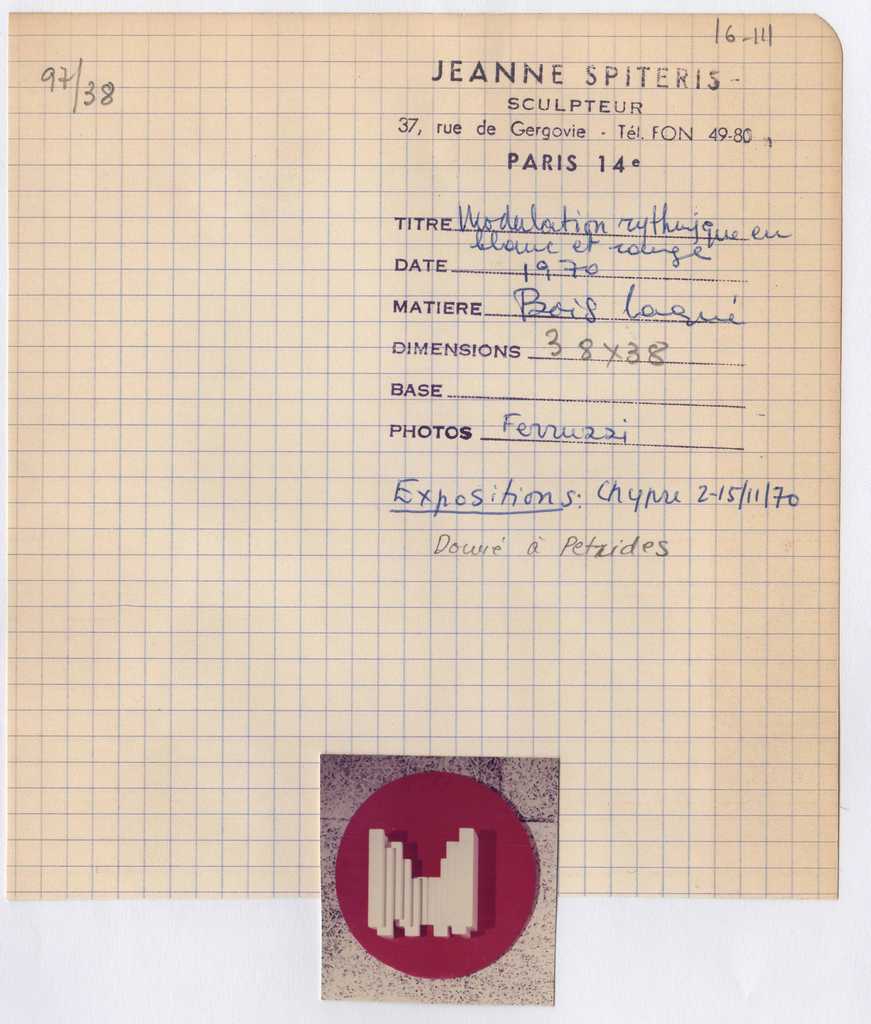 16-111
97/38
JEANNE SPITERIS -
SCULPTEUR
37, rue de Gergovie - Tél. FON 49-80
PARIS 14e
TITRE Modulation rythmique en
blanc et rouge
DATE 1970
MATIERE Bois laqué
DIMENSIONS 38x38
BASE
PHOTOS Ferruzzi
Expositions: Chypre 2-15/11/70
Donné à Petrides